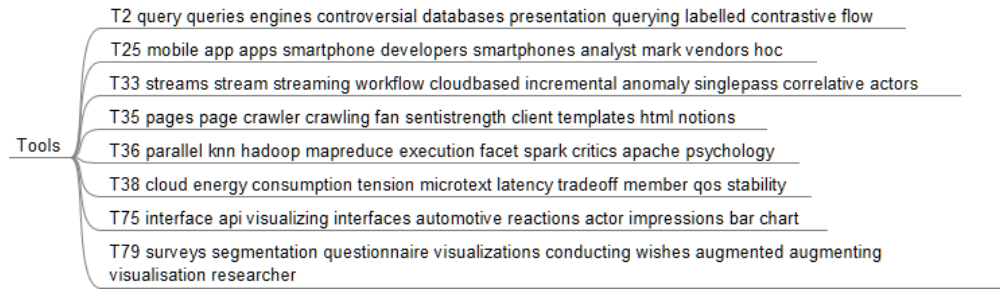 T2 query queries engines controversial databases presentation querying labelled contrastive flow
T25 mobile app apps smartphone developers smartphones analyst mark vendors hoc
T33 streams stream streaming workflow cloudbased incremental anomaly singlepass correlative actors
T35 pages page crawler crawling fan sentistrength client templates html notions
Tools
T36 parallel knn hadoop mapreduce execution facet spark critics apache psychology
T38 cloud energy consumption tension microtext latency tradeoff member qos stability
T75 interface api visualizing interfaces automotive reactions actor impressions bar chart
T79 surveys segmentation questionnaire visualizations conducting wishes augmented augmenting
visualisation researcher